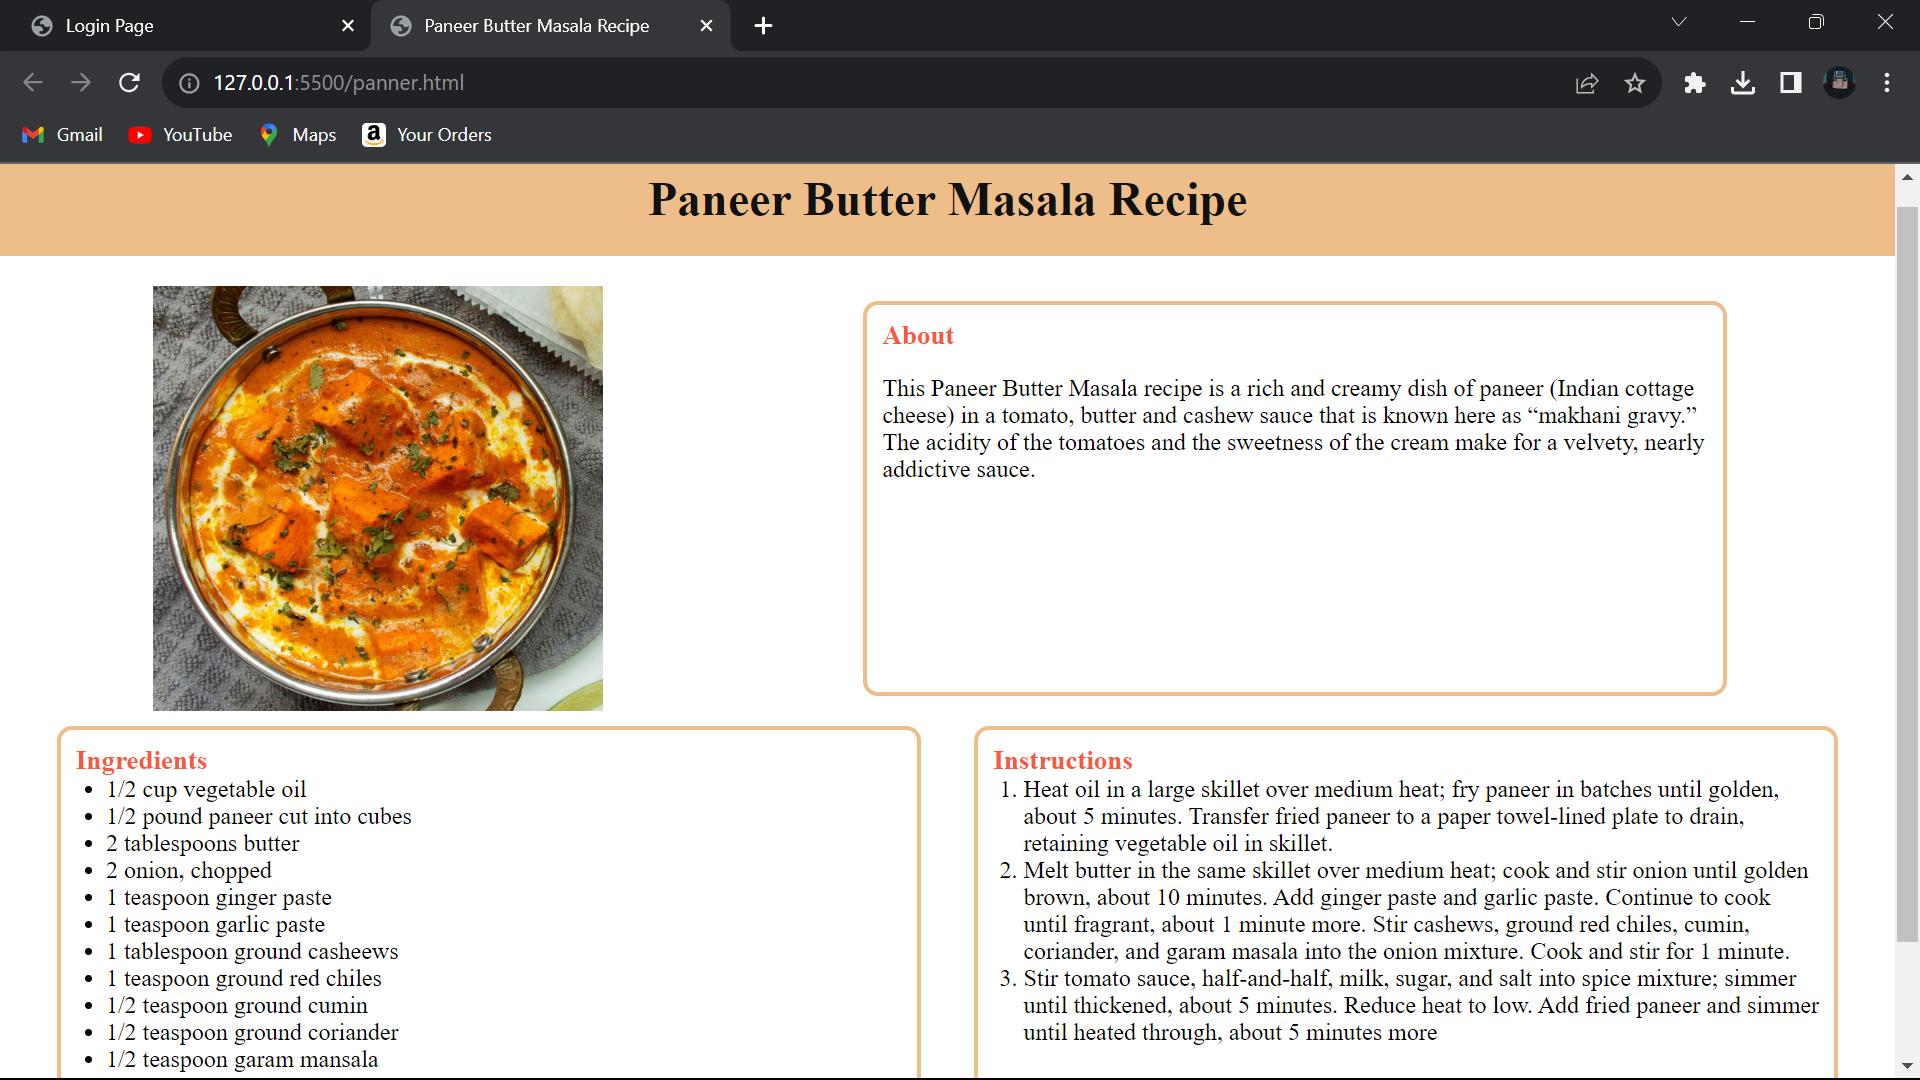 Login Page
Paneer Butter Masala Recipe
127.0.0.1:5500/panner.html
Gmail
YouTube
Maps
a
Your Orders
Paneer Butter Masala Recipe
About
This Paneer Butter Masala recipe is a rich and creamy dish of paneer (Indian cottage
cheese) in a tomato, butter and cashew sauce that is known here as “makhani gravy.”
The acidity of the tomatoes and the sweetness of the cream make for a velvety, nearly
addictive sauce.
Ingredients
• 1/2 cup vegetable oil
• 1/2 pound paneer cut into cubes
• 2 tablespoons butter
• 2 onion, chopped
• 1 teaspoon ginger paste
• 1 teaspoon garlic paste
• 1 tablespoon ground casheews
• 1 teaspoon ground red chiles
• 1/2 teaspoon ground cumin
• 1/2 teaspoon ground coriander
• 1/2 teaspoon garam mansala
Instructions
1. Heat oil in a large skillet over medium heat; fry paneer in batches until golden,
about 5 minutes. Transfer fried paneer to a paper towel-lined plate to drain,
retaining vegetable oil in skillet.
2. Melt butter in the same skillet over medium heat; cook and stir onion until golden
brown, about 10 minutes. Add ginger paste and garlic paste. Continue to cook
until fragrant, about 1 minute more. Stir cashews, ground red chiles, cumin,
coriander, and garam masala into the onion mixture. Cook and stir for 1 minute.
3. Stir tomato sauce, half-and-half, milk, sugar, and salt into spice mixture; simmer
until thickened, about 5 minutes. Reduce heat to low. Add fried paneer and simmer
until heated through, about 5 minutes more